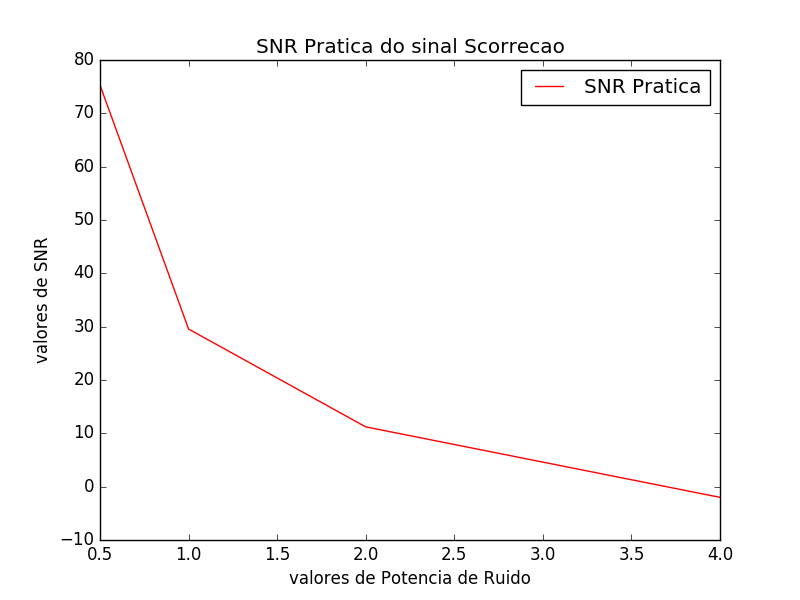 SNR Pratica do sinal Scorrecao
SNR Pratica
80
70
60
50
40
30
20
10
0
−10
valores de SNR
0.5 1.0 1.5 2.0 2.5 3.0 3.5 4.0
valores de Potencia de Ruido